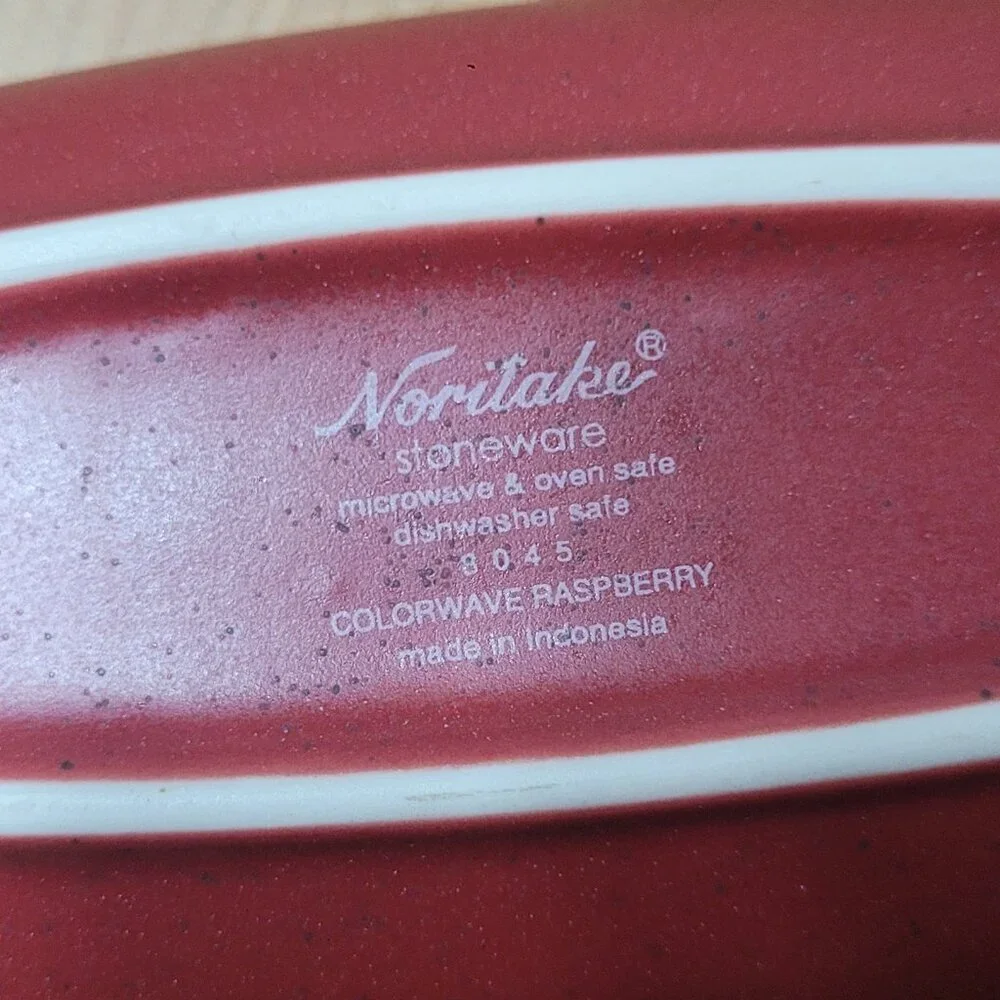 Noritake®
stoneware
microwave & oven safe
dishwasher safe
8045
COLORWAVE RASPBERRY
made in Indonesia